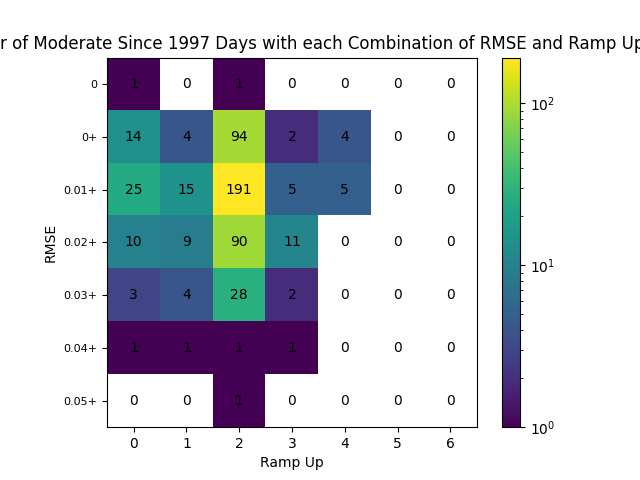 r of Moderate Since 1997 Days with each Combination of RMSE and Ramp Up
0 1 0 1 0 0 0 0
0+ 14 4 94 2 4 0 0
0.01+ 25 15 191 5 5 0 0
0.02+ 10 9 90 11 0 0 0
0.03+ 3 4 28 2 0 0 0
0.04+ 1 1 1 1 0 0 0
0.05+ 0 0 1 0 0 0 0
0 1 2 3 4 5 6
Ramp Up
RMSE
10²
10¹
10⁰